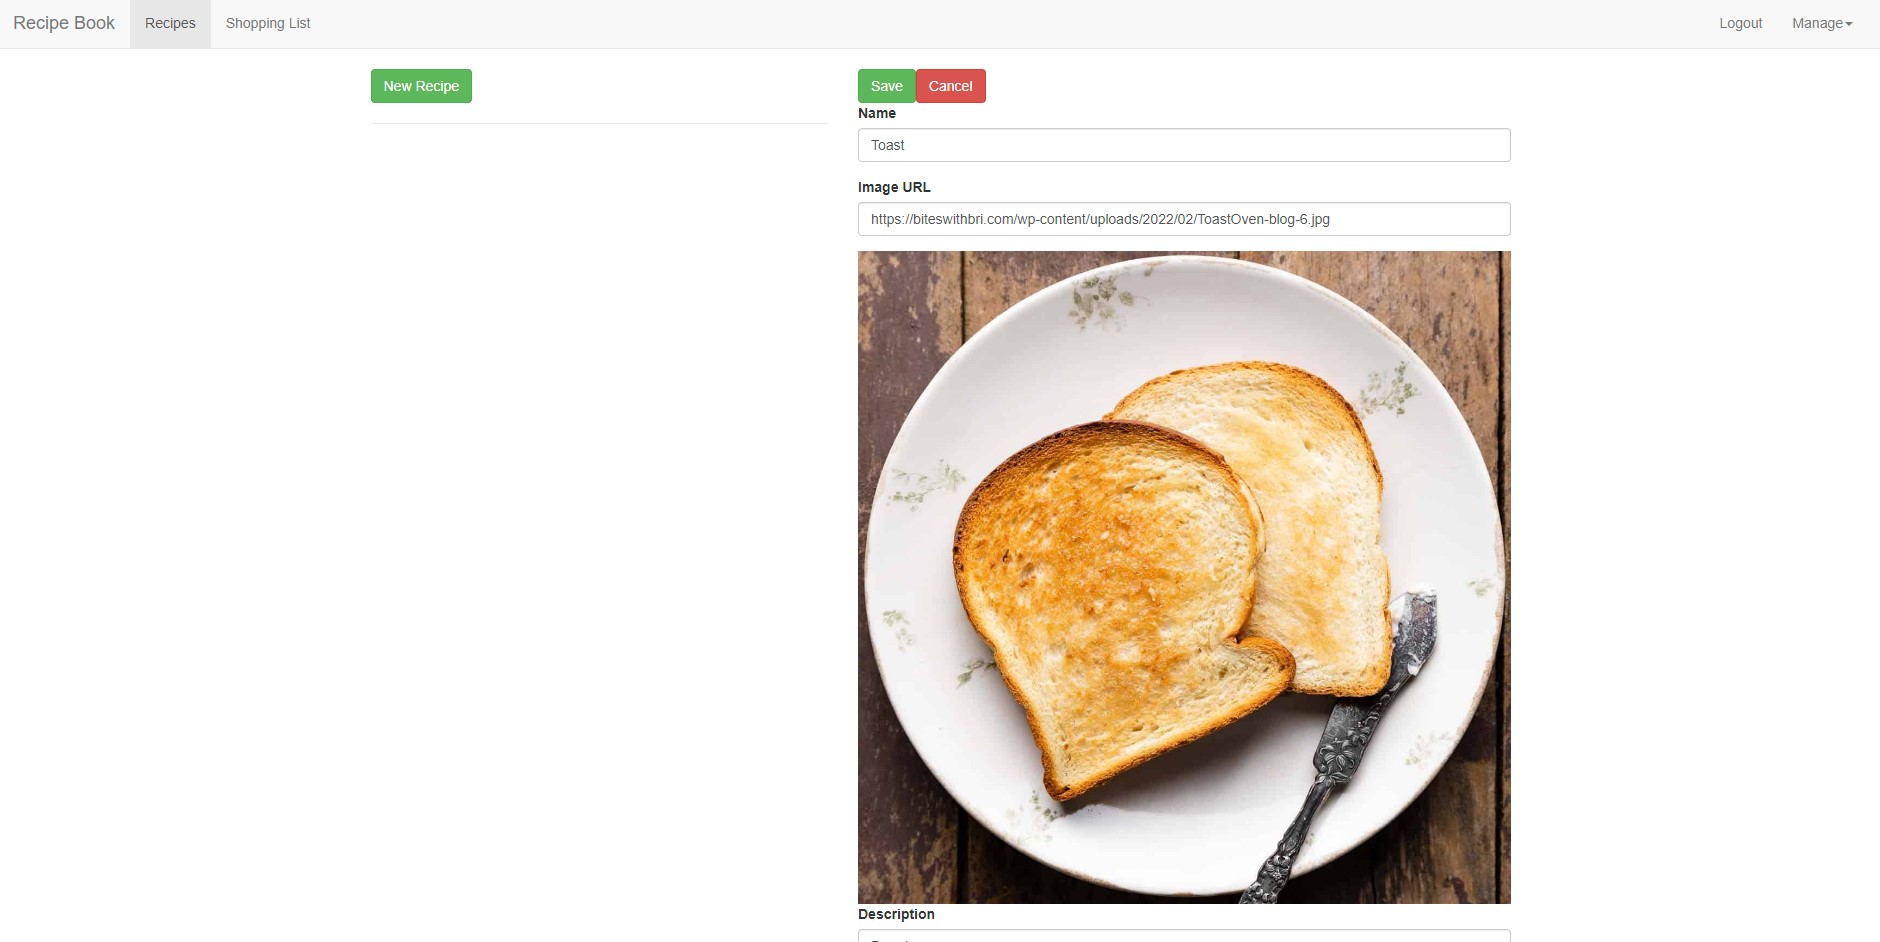 Recipe Book Recipes Shopping List Logout Manage
New Recipe
Save Cancel
Name
Toast
Image URL
https://biteswithbri.com/wp-content/uploads/2022/02/ToastOven-blog-6.jpg
Description